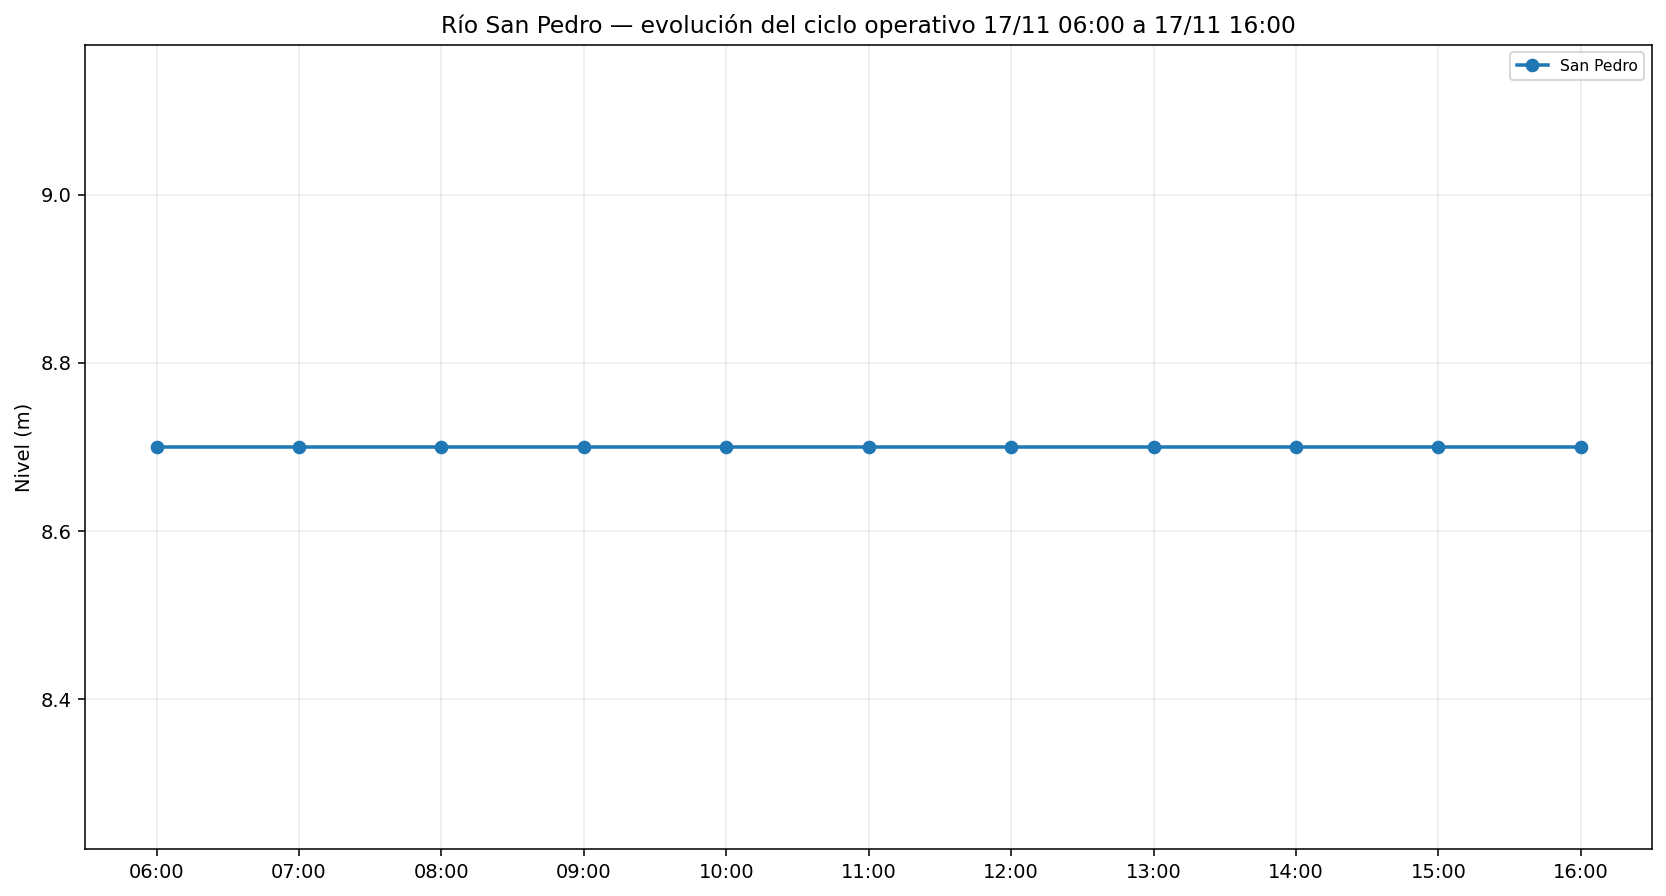 Río San Pedro — evolución del ciclo operativo 17/11 06:00 a 17/11 16:00
San Pedro
Nivel (m)
9.0
8.8
8.6
8.4
06:00 07:00 08:00 09:00 10:00 11:00 12:00 13:00 14:00 15:00 16:00